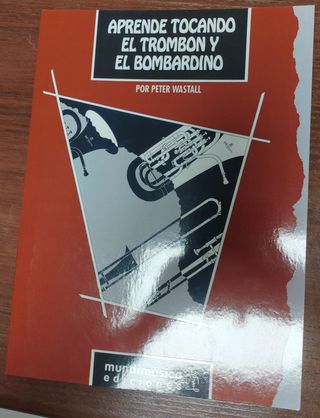 APRENDE TOCANDO
EL TROMBON Y
EL BOMBARDINO
POR PETER WASTALL
mundimúsica
ediciones